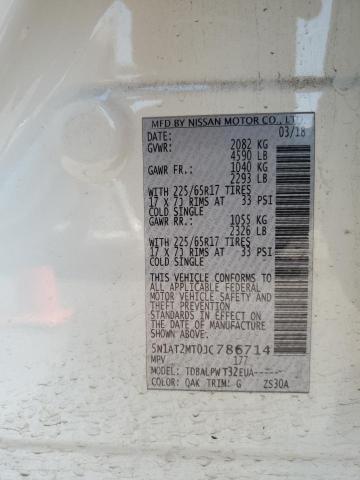 MFD BY NISSAN MOTOR CO., LTD.
DATE: 03/18
GVWR: 2082 KG
4590 LB
GAWR FR.: 1040 KG
2293 LB
WITH 225/65R17 TIRES
17 X 7J RIMS AT 33 PSI
COLD SINGLE
GAWR RR.: 1055 KG
2326 LB
WITH 225/65R17 TIRES
17 X 7J RIMS AT 33 PSI
COLD SINGLE
THIS VEHICLE CONFORMS TO
ALL APPLICABLE FEDERAL
MOTOR VEHICLE SAFETY AND
THEFT PREVENTION
STANDARDS IN EFFECT ON
THE DATE OF MANUFACTURE
SHOWN ABOVE.
5N1AT2MT0JC786714
MPV 177
MODEL: TDBALPWT32EUA-----
COLOR: QAK TRIM: G ZS30A